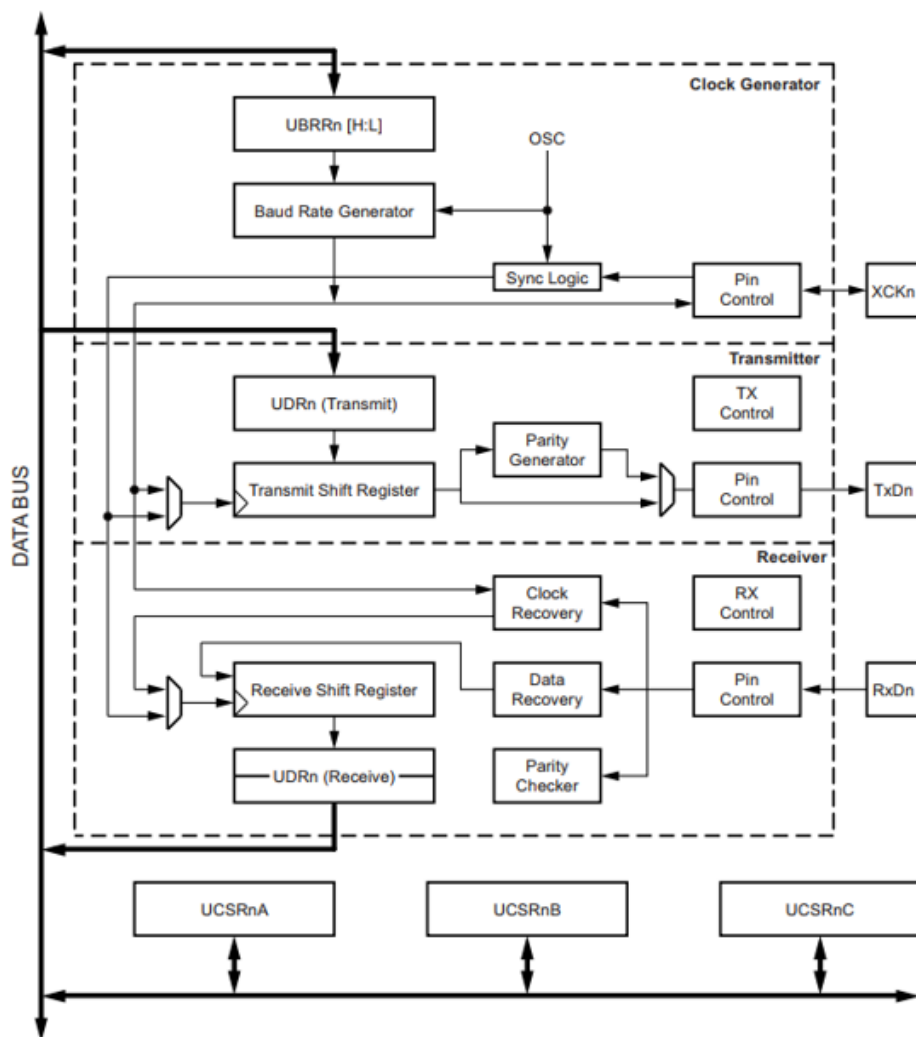 Clock Generator
UBRRn [H:L]
OSC
Baud Rate Generator
Sync Logic
Pin
Control
XCKn
Transmitter
UDRn (Transmit)
TX
Control
Parity
Generator
Transmit Shift Register
Pin
Control
TxDn
DATA BUS
Receiver
Clock
Recovery
RX
Control
Receive Shift Register
Data
Recovery
Pin
Control
RxDn
UDRn (Receive)
Parity
Checker
UCSRnA
UCSRnB
UCSRnC